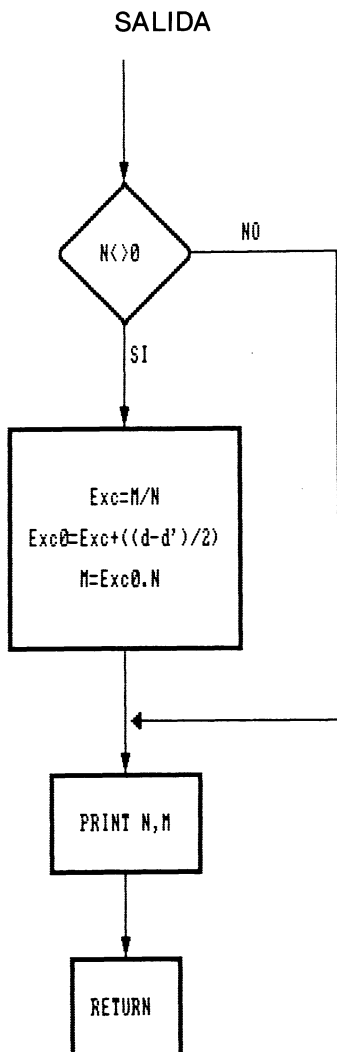 SALIDA
N<>0
NO
SI
Exc=M/N
Exc0=Exc+((d-d')/2)
M=Exc0.N
PRINT N,M
RETURN